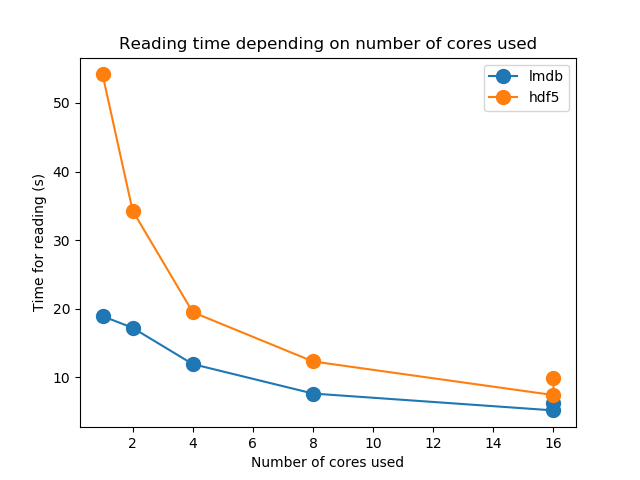 Reading time depending on number of cores used
lmdb
hdf5
50
40
30
20
10
Time for reading (s)
2
4
6
8
10
12
14
16
Number of cores used